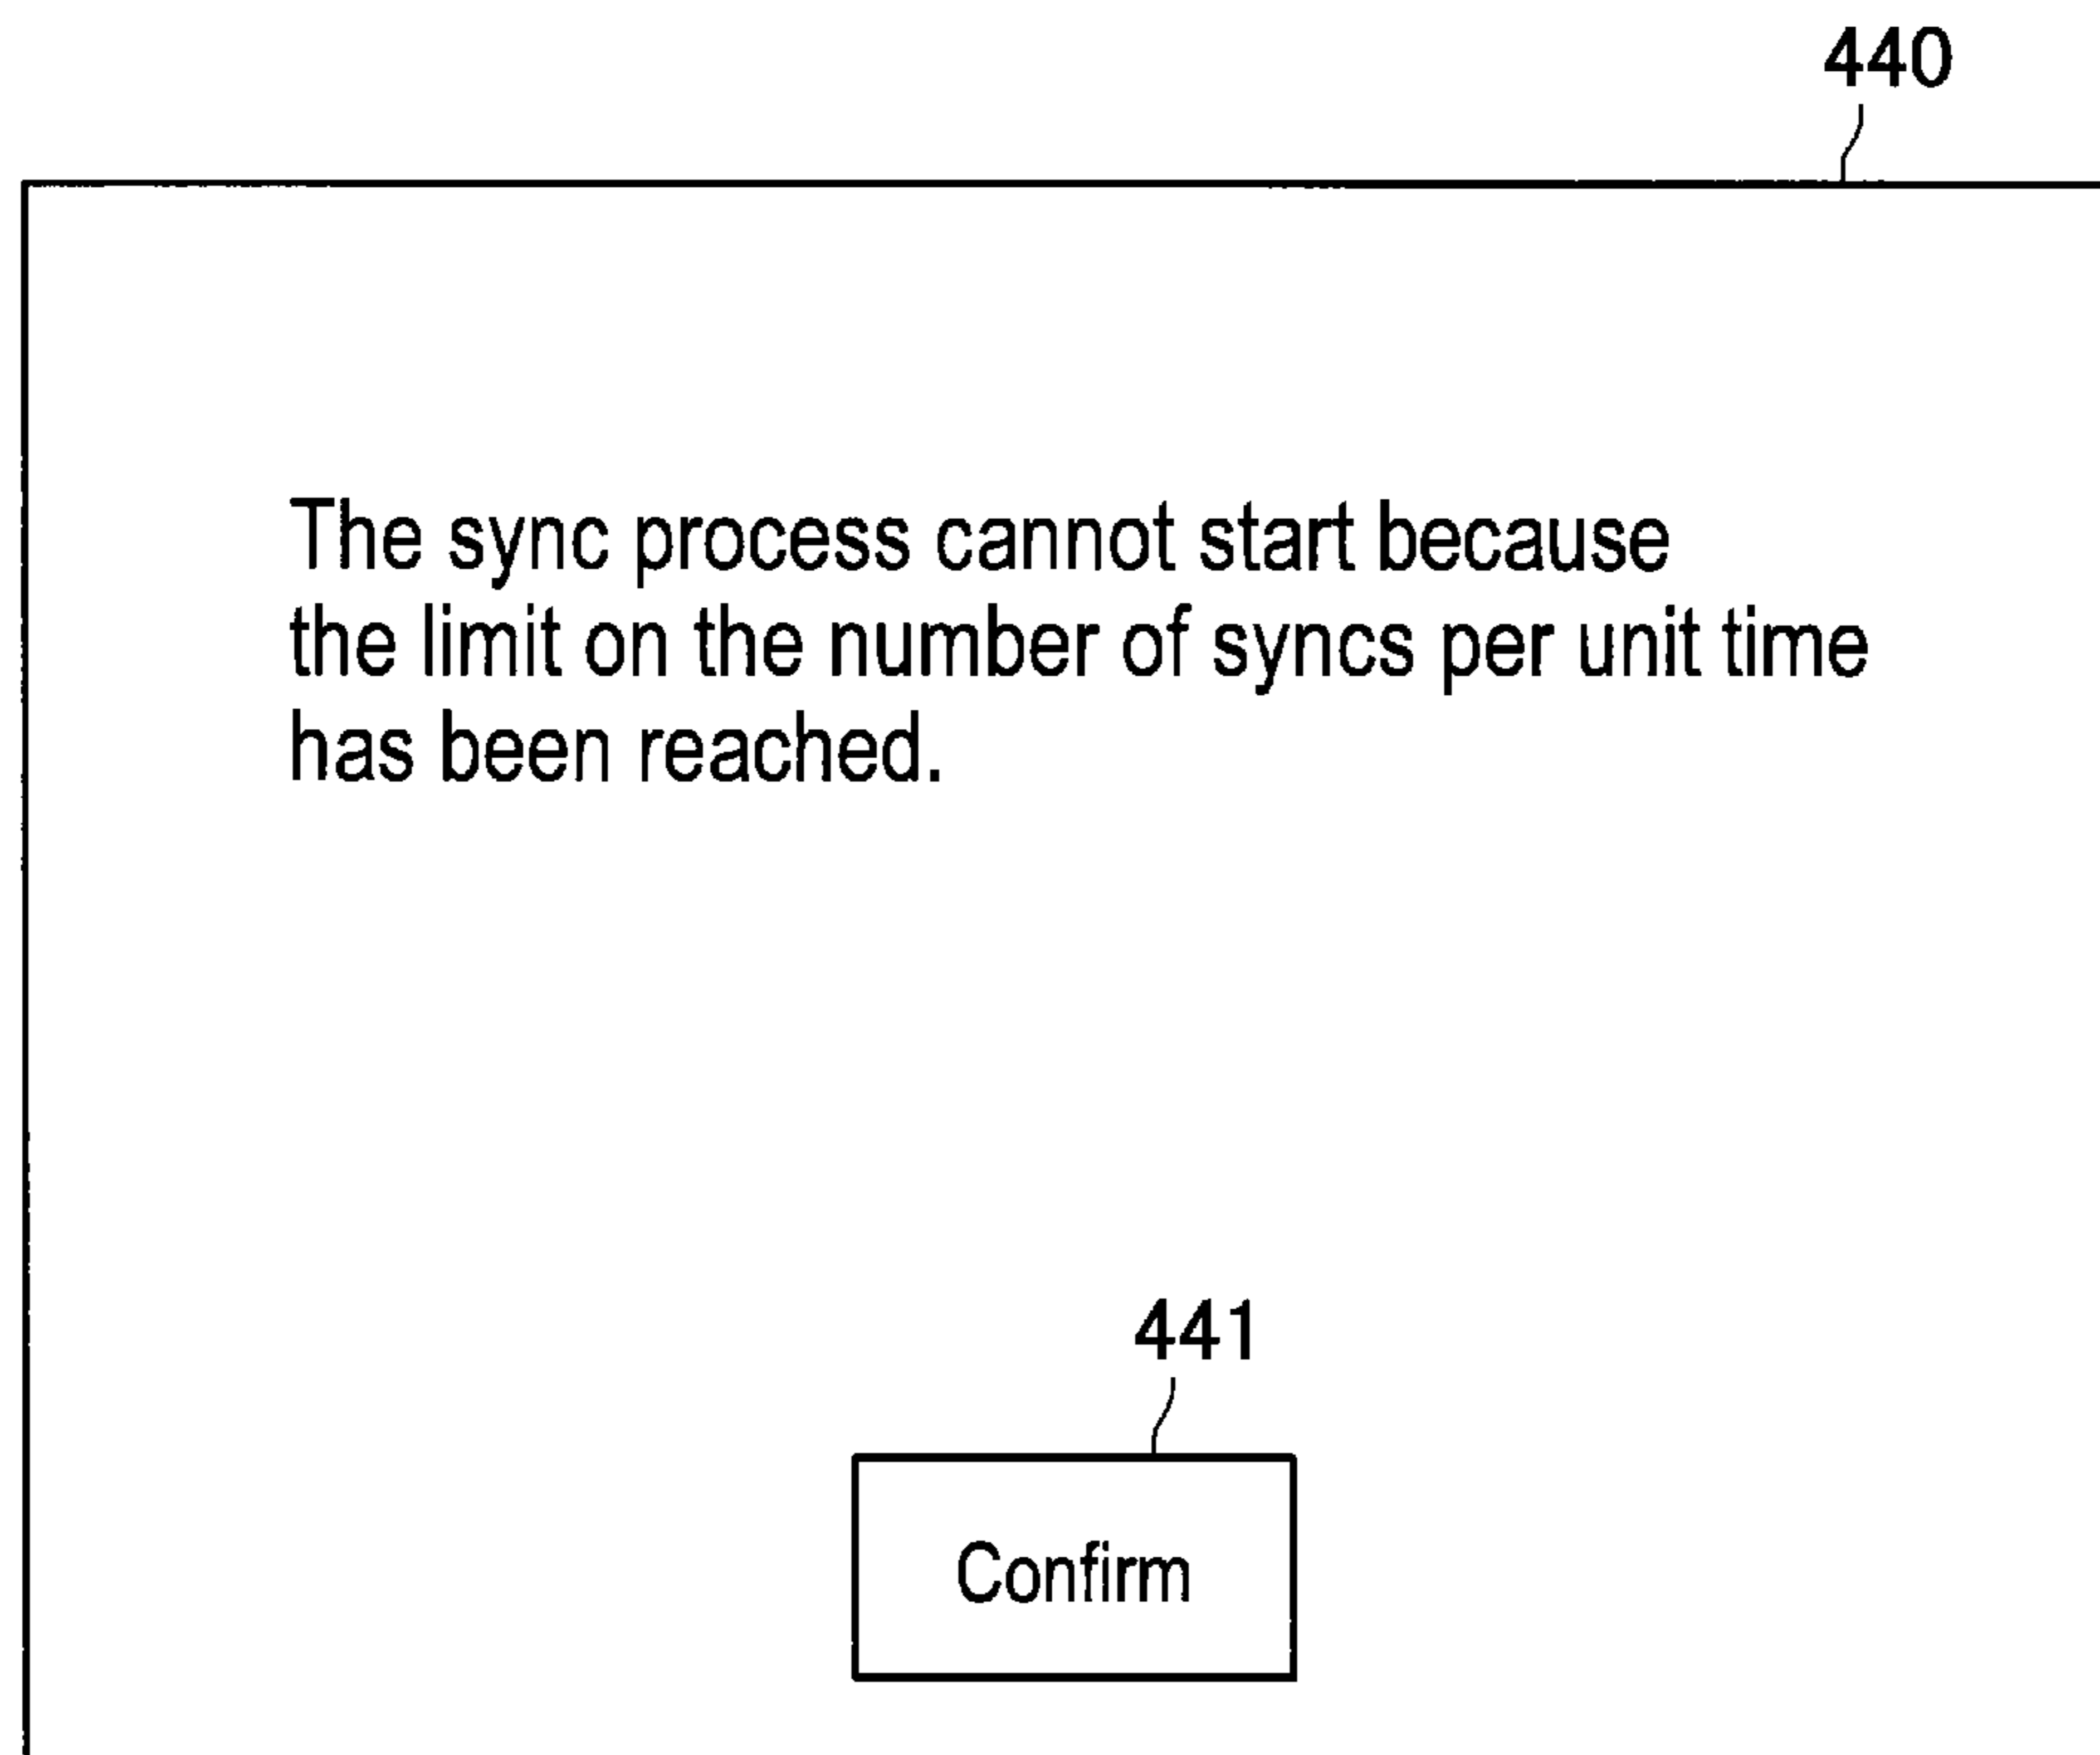 440
The sync process cannot start because
the limit on the number of syncs per unit time
has been reached.
441
Confirm